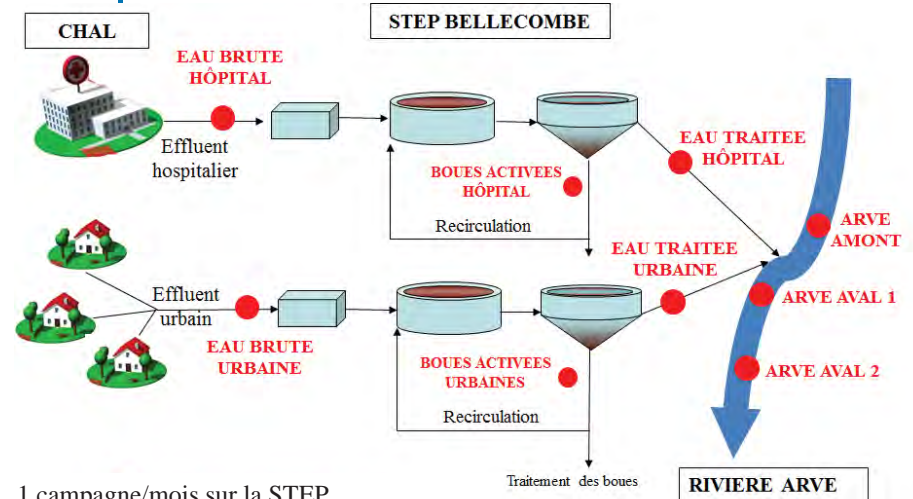 CHAL
STEP BELLECOMBE
EAU BRUTE
HÔPITAL
Effluent
hospitalier
BOUES ACTIVEES
HÔPITAL
Recirculation
EAU TRAITEE
HÔPITAL
ARVE
AMONT
Effluent
urbain
EAU BRUTE
URBAINE
EAU TRAITEE
URBAINE
ARVE AVAL 1
BOUES ACTIVEES
URBAINES
Recirculation
ARVE AVAL 2
Traitement des boues
RIVIERE ARVE
1 campagne/mois sur la STEP